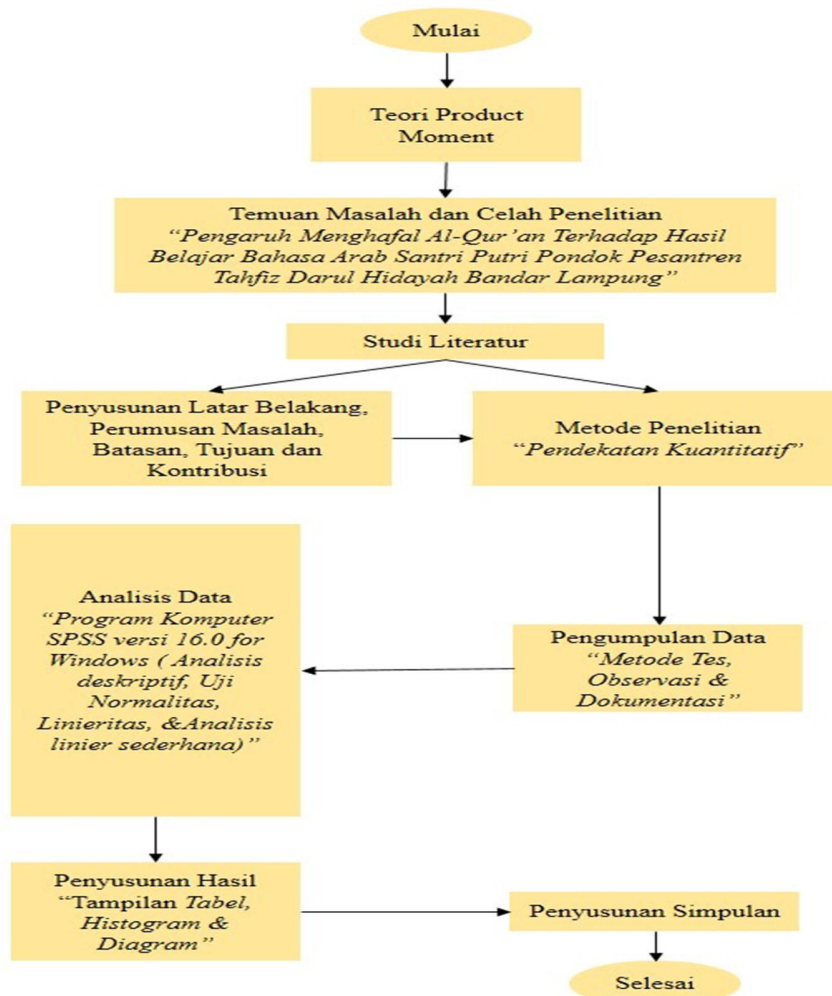 Mulai
Teori Product
Moment
Temuan Masalah dan Celah Penelitian
“Pengaruh Menghafal Al-Qur’an Terhadap Hasil
Belajar Bahasa Arab Santri Putri Pondok Pesantren
Tahfiz Darul Hidayah Bandar Lampung”
Studi Literatur
Penyusunan Latar Belakang,
Perumusan Masalah,
Batasan, Tujuan dan
Kontribusi
Metode Penelitian
“Pendekatan Kuantitatif”
Pengumpulan Data
“Metode Tes,
Observasi &
Dokumentasi”
Analisis Data
“Program Komputer
SPSS versi 16.0 for
Windows ( Analisis
deskriptif, Uji
Normalitas,
Linieritas, &Analisis
linier sederhana)”
Penyusunan Hasil
“Tampilan Tabel,
Histogram &
Diagram”
Penyusunan Simpulan
Selesai